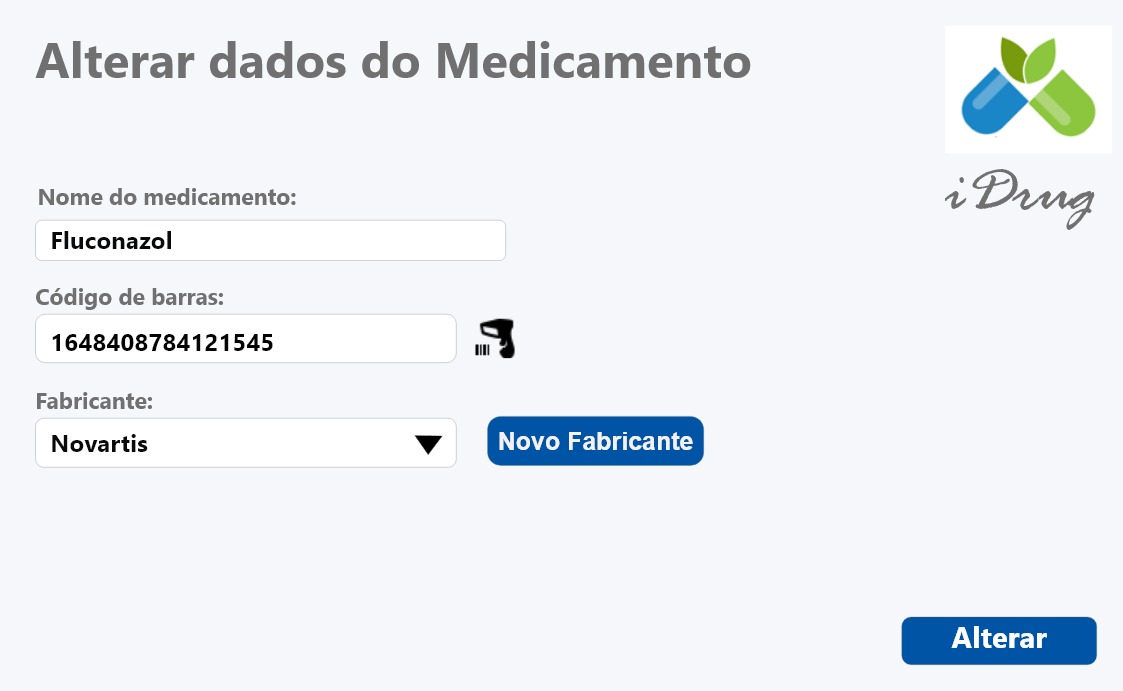 Alterar dados do Medicamento
iDrug
Nome do medicamento:
Fluconazol
Código de barras:
1648408784121545
Fabricante:
Novartis
Novo Fabricante
Alterar